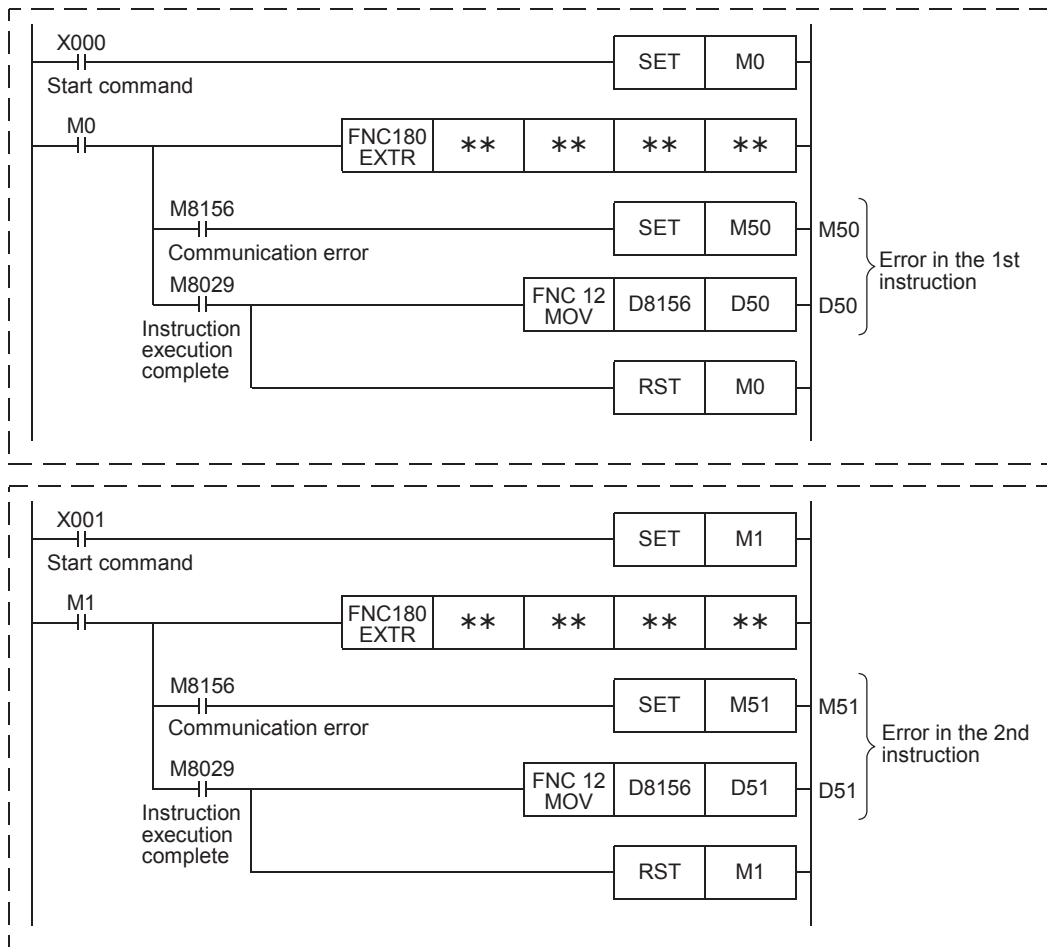 X000
Start command
SET M0
M0
FNC180 EXTR ** ** ** **
M8156
Communication error
SET M50 M50
M8029
Instruction
execution
complete
FNC 12 MOV D8156 D50 D50
Error in the 1st
instruction
RST M0
X001
Start command
SET M1
M1
FNC180 EXTR ** ** ** **
M8156
Communication error
SET M51 M51
M8029
Instruction
execution
complete
FNC 12 MOV D8156 D51 D51
Error in the 2nd
instruction
RST M1